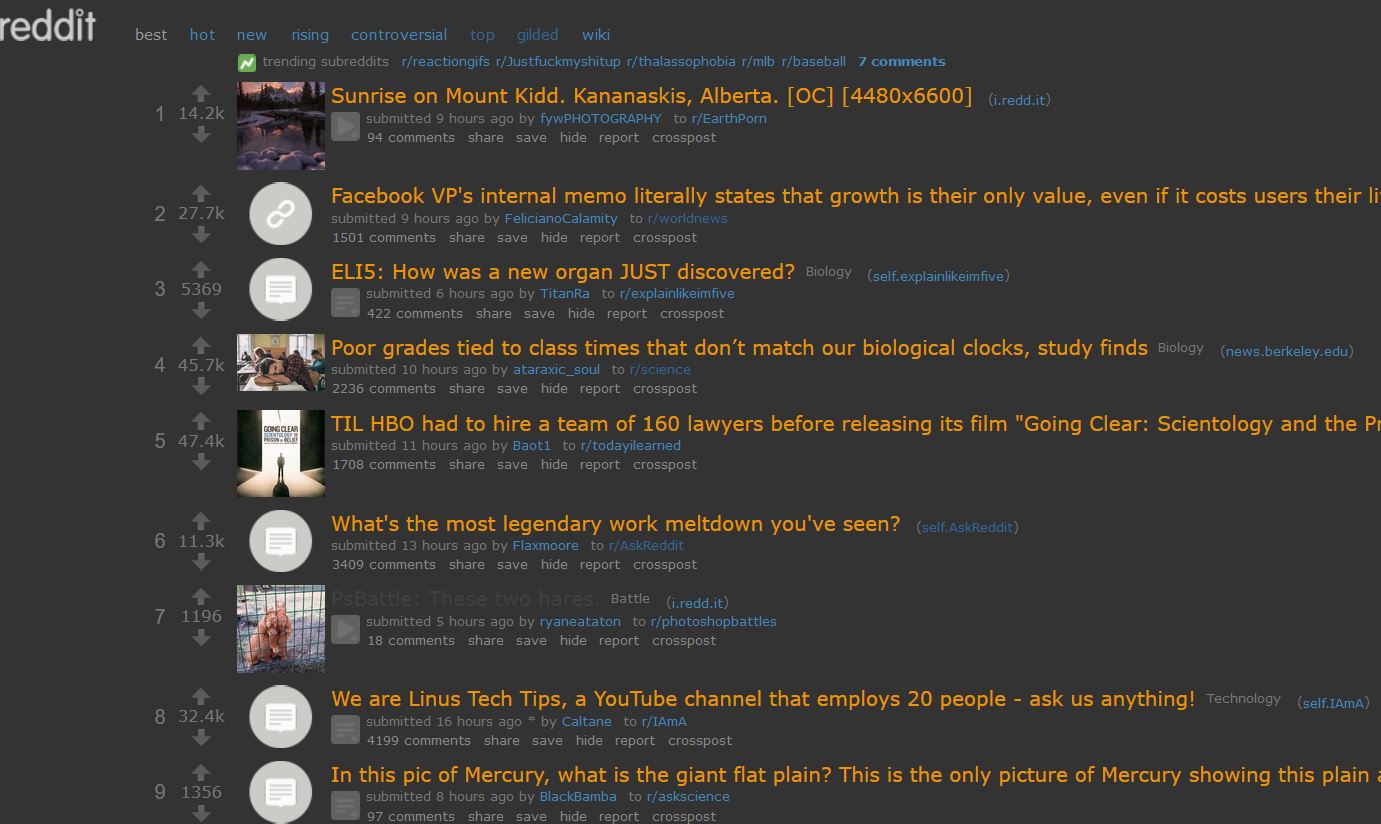 reddit
best hot new rising controversial top gilded wiki
trending subreddits r/reactiongifs r/Justfuckmyshitup r/thalassophobia r/mlb r/baseball 7 comments
1 14.2k
Sunrise on Mount Kidd. Kananaskis, Alberta. [OC] [4480x6600] (i.redd.it)
submitted 9 hours ago by fywPHOTOGRAPHY to r/EarthPorn
94 comments share save hide report crosspost
2 27.7k
Facebook VP's internal memo literally states that growth is their only value, even if it costs users their li
submitted 9 hours ago by FelicianoCalamity to r/worldnews
1501 comments share save hide report crosspost
3 5369
ELI5: How was a new organ JUST discovered? Biology (self.explainlikeimfive)
submitted 6 hours ago by TitanRa to r/explainlikeimfive
422 comments share save hide report crosspost
4 45.7k
Poor grades tied to class times that don’t match our biological clocks, study finds Biology (news.berkeley.edu)
submitted 10 hours ago by ataraxic_soul to r/science
2236 comments share save hide report crosspost
5 47.4k
GOING CLEAR
SCIENTOLOGY AND THE
PRISON OF BELIEF
TIL HBO had to hire a team of 160 lawyers before releasing its film "Going Clear: Scientology and the Pr
submitted 11 hours ago by Baot1 to r/todayilearned
1708 comments share save hide report crosspost
6 11.3k
What's the most legendary work meltdown you've seen? (self.AskReddit)
submitted 13 hours ago by Flaxmoore to r/AskReddit
3409 comments share save hide report crosspost
7 1196
PsBattle: These two hares. Battle (i.redd.it)
submitted 5 hours ago by ryaneataton to r/photoshopbattles
18 comments share save hide report crosspost
8 32.4k
We are Linus Tech Tips, a YouTube channel that employs 20 people - ask us anything! Technology (self.IAmA)
submitted 16 hours ago * by Caltane to r/IAmA
4199 comments share save hide report crosspost
9 1356
In this pic of Mercury, what is the giant flat plain? This is the only picture of Mercury showing this plain a
submitted 8 hours ago by BlackBamba to r/askscience
97 comments share save hide report crosspost